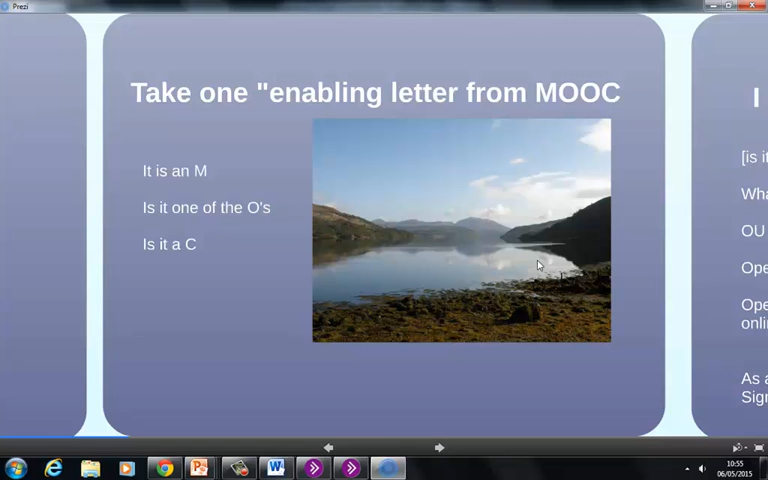 Prezi
Take one "enabling letter from MOOC
It is an M
Is it one of the O's
Is it a C
I
[is it
Wha
OU
Ope
Ope
onli
As a
Sign
10:55
06/05/2015